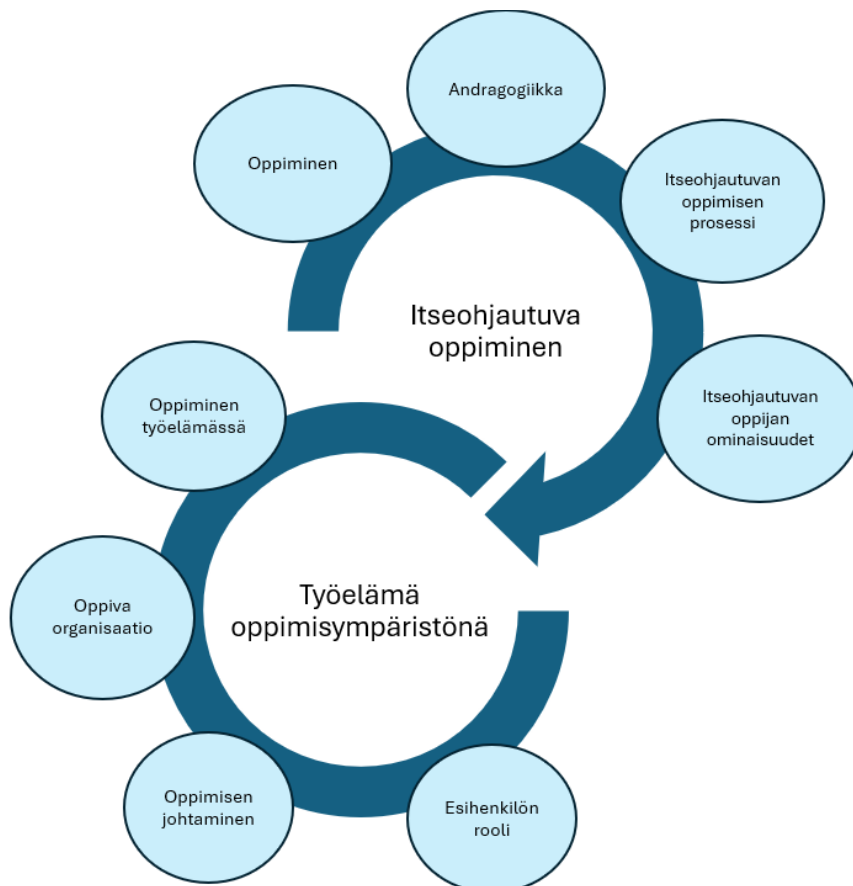 Andragogiikka
Oppiminen
Itseohjautuvan
oppimisen
prosessi
Itseohjautuva
oppiminen
Itseohjautuvan
oppijan
ominaisuudet
Oppiminen
työelämässä
Työelämä
oppimisympäristönä
Oppiva
organisaatio
Oppimisen
johtaminen
Esihenkilön
rooli